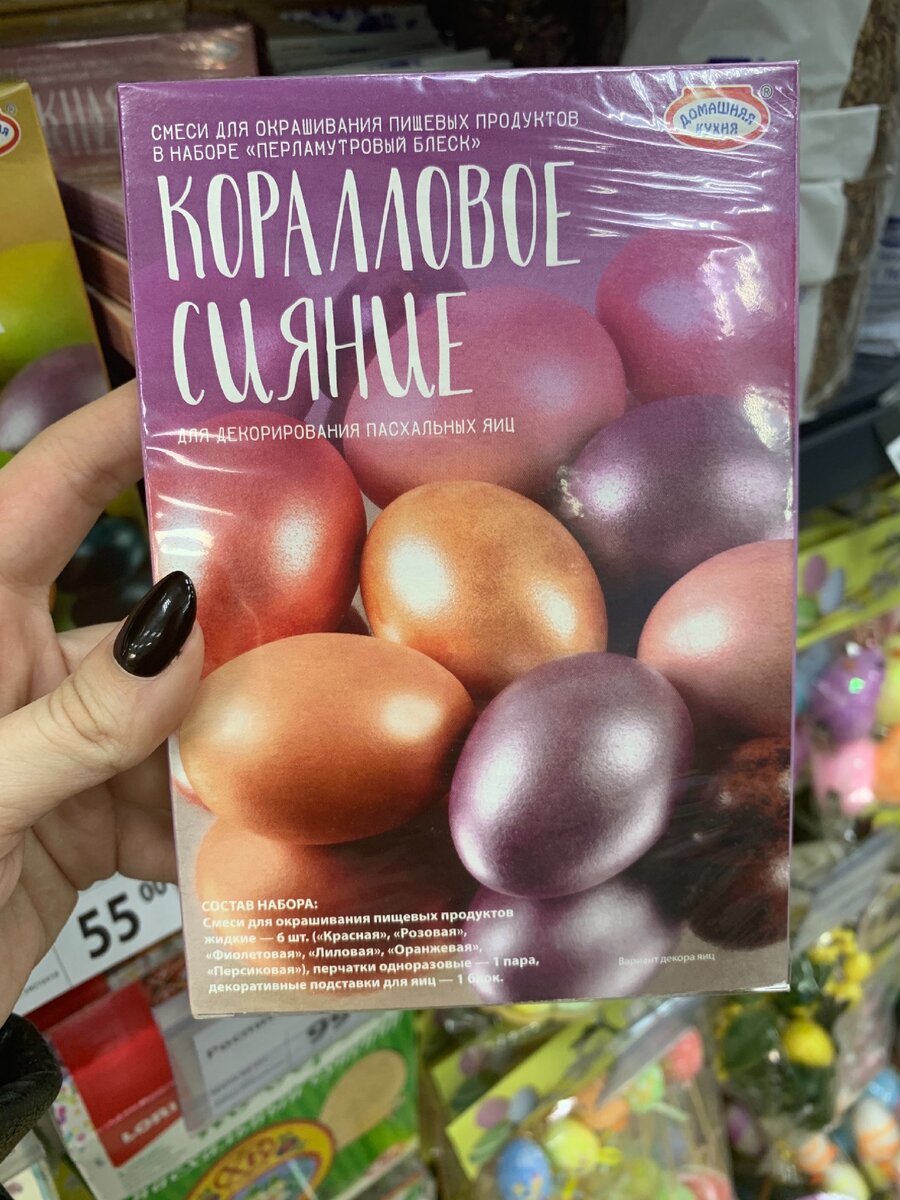 СМЕСИ ДЛЯ ОКРАШИВАНИЯ ПИЩЕВЫХ ПРОДУКТОВ
В НАБОРЕ «ПЕРЛАМУТРОВЫЙ БЛЕСК»
ДОМАШНЯЯ
КУХНЯ
®
КОРАЛЛОВОЕ
СИЯНИЕ
ДЛЯ ДЕКОРИРОВАНИЯ ПАСХАЛЬНЫХ ЯИЦ
СОСТАВ НАБОРА:
Смеси для окрашивания пищевых продуктов
жидкие — 6 шт. («Красная», «Розовая»,
«Фиолетовая», «Лиловая», «Оранжевая»,
«Персиковая»), перчатки одноразовые — 1 пара,
декоративные подставки для яиц — 1 блок.
Вариант декора яиц
55 00
LORI